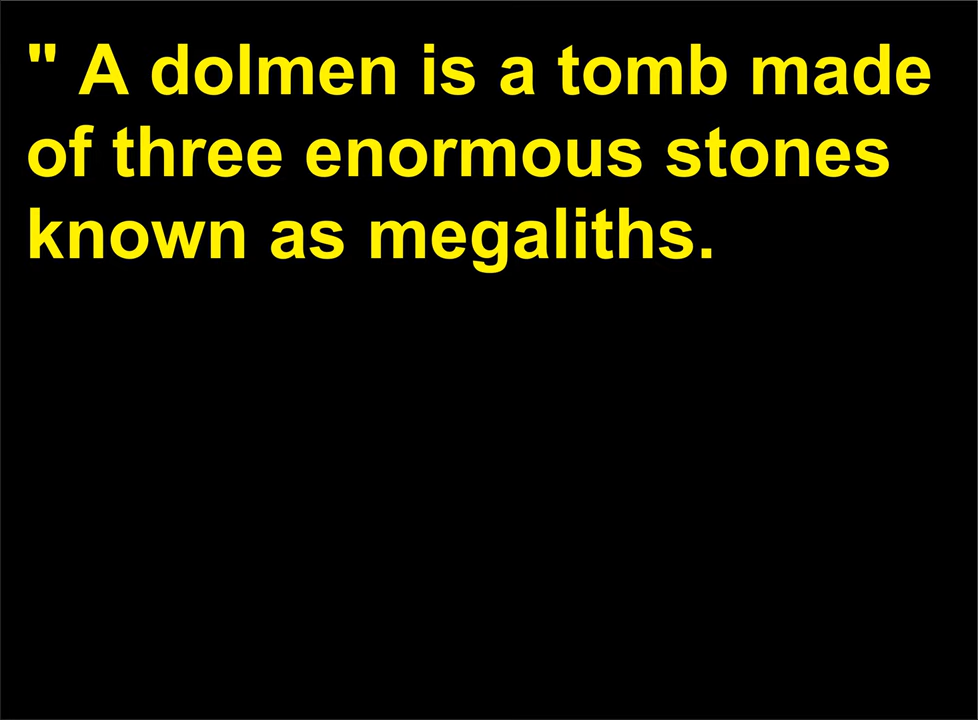 " A dolmen is a tomb made
of three enormous stones
known as megaliths.